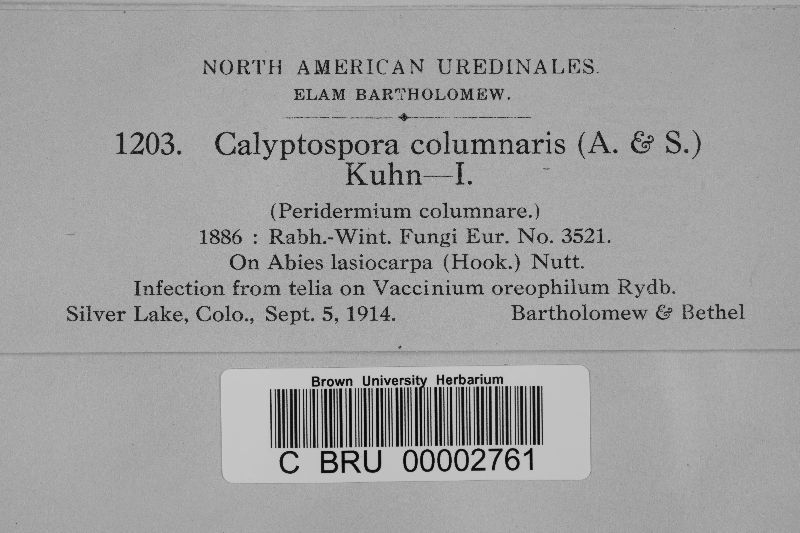 NORTH AMERICAN UREDINALES.
ELAM BARTHOLOMEW.
1203. Calyptospora columnaris (A. & S.)
Kuhn—I.
(Peridermium columnare.)
1886 : Rabh.-Wint. Fungi Eur. No. 3521.
On Abies lasiocarpa (Hook.) Nutt.
Infection from telia on Vaccinium oreophilum Rydb.
Silver Lake, Colo., Sept. 5, 1914. Bartholomew & Bethel
Brown University Herbarium
C BRU 00002761